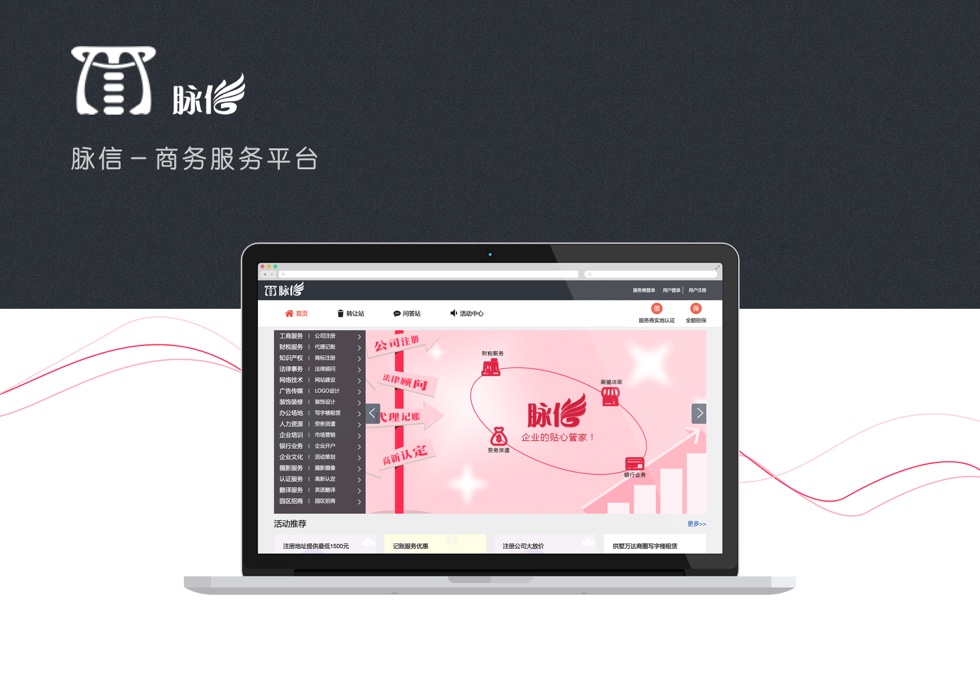 脉信
脉信－商务服务平台
脉信
服务商登录 用户登录 | 用户注册
首页 转让站 问答站 活动中心
信 保
服务商实地认证 全额担保
工商服务 | 公司注册
财税服务 | 代理记账
知识产权 | 商标注册
法律事务 | 法律顾问
网络技术 | 网站建设
广告传媒 | LOGO设计
装饰装修 | 装饰设计
办公场地 | 写字楼租赁
人力资源 | 劳务派遣
企业培训 | 市场营销
银行业务 | 企业开户
企业文化 | 活动策划
摄影服务 | 摄影摄像
认证服务 | 高新认定
翻译服务 | 英语翻译
园区招商 | 园区招商
公司注册
法律顾问
代理记账
高新认定
财税服务
商铺店面
脉信
企业的贴心管家！
劳务派遣
银行业务
活动推荐
更多>>
注册地址提供最低1500元
记账服务优惠
注册公司大放价
拱墅万达商圈写字楼租赁